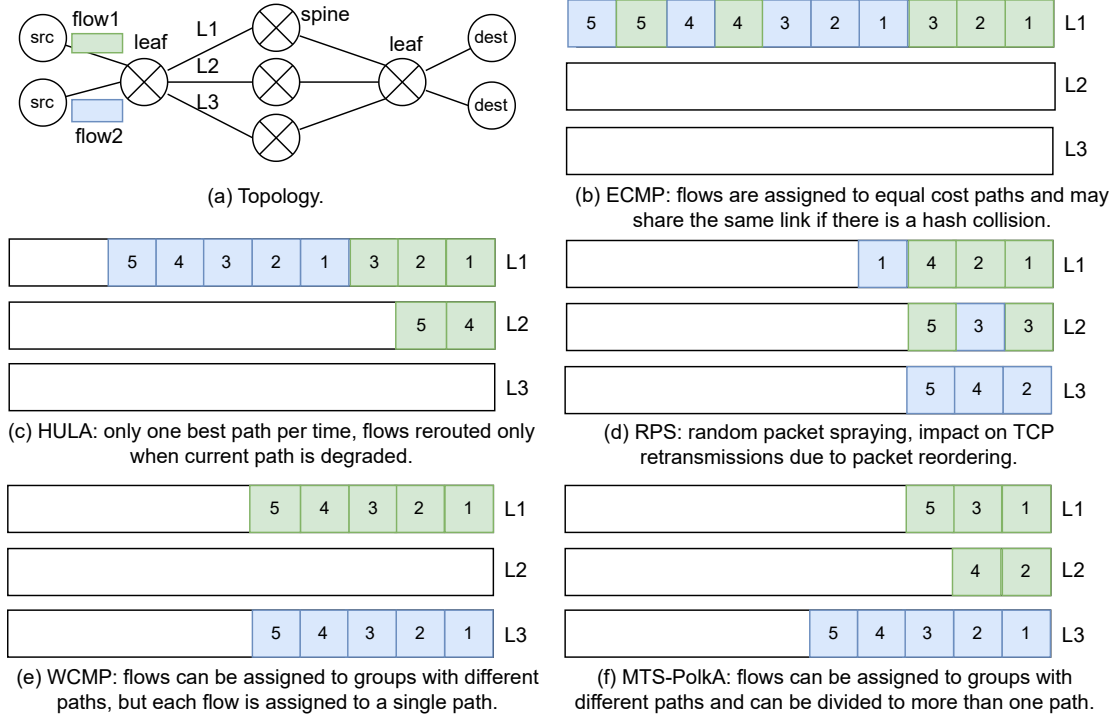 flow1
spine
src
leaf
L1
leaf
dest
L2
src
L3
dest
flow2
(a) Topology.
5 5 4 4 3 2 1 3 2 1 L1
L2
L3
(b) ECMP: flows are assigned to equal cost paths and may
share the same link if there is a hash collision.
5 4 3 2 1 3 2 1 L1
5 4 L2
L3
(c) HULA: only one best path per time, flows rerouted only
when current path is degraded.
1 4 2 1 L1
5 3 3 L2
5 4 2 L3
(d) RPS: random packet spraying, impact on TCP
retransmissions due to packet reordering.
5 4 3 2 1 L1
L2
5 4 3 2 1 L3
(e) WCMP: flows can be assigned to groups with different
paths, but each flow is assigned to a single path.
5 3 1 L1
4 2 L2
5 4 3 2 1 L3
(f) MTS-PolkA: flows can be assigned to groups with
different paths and can be divided to more than one path.